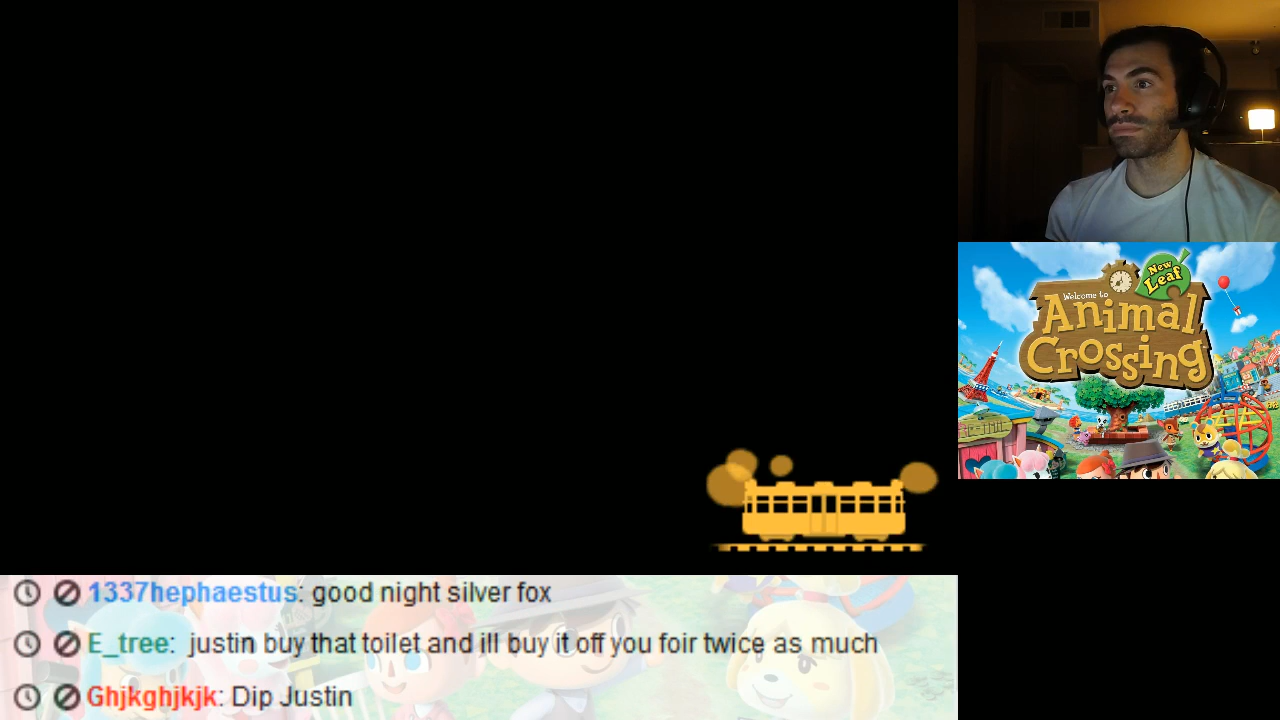 New
Leaf
Welcome to
Animal
Crossing
1337hephaestus: good night silver fox
E_tree: justin buy that toilet and ill buy it off you foir twice as much
Ghjkghjkjk: Dip Justin